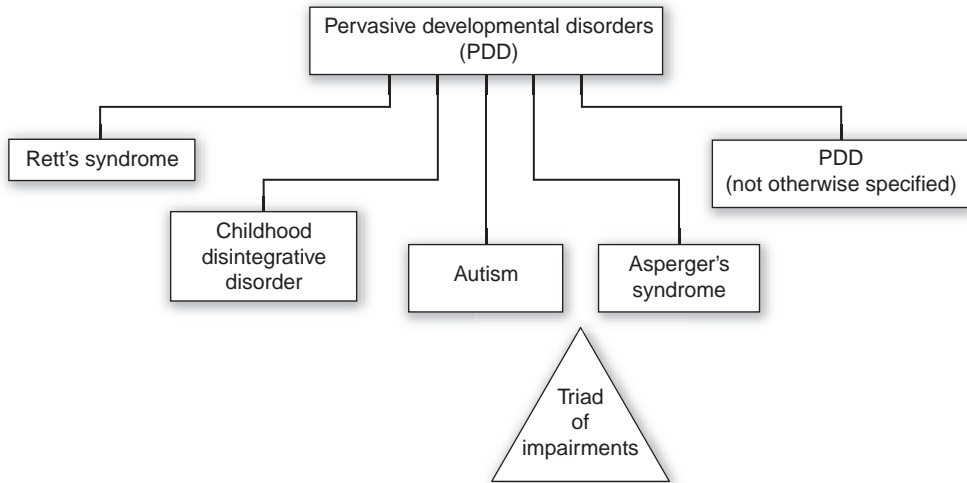 Pervasive developmental disorders
(PDD)
Rett's syndrome
PDD
(not otherwise specified)
Childhood
disintegrative
disorder
Autism
Asperger's
syndrome
Triad
of
impairments